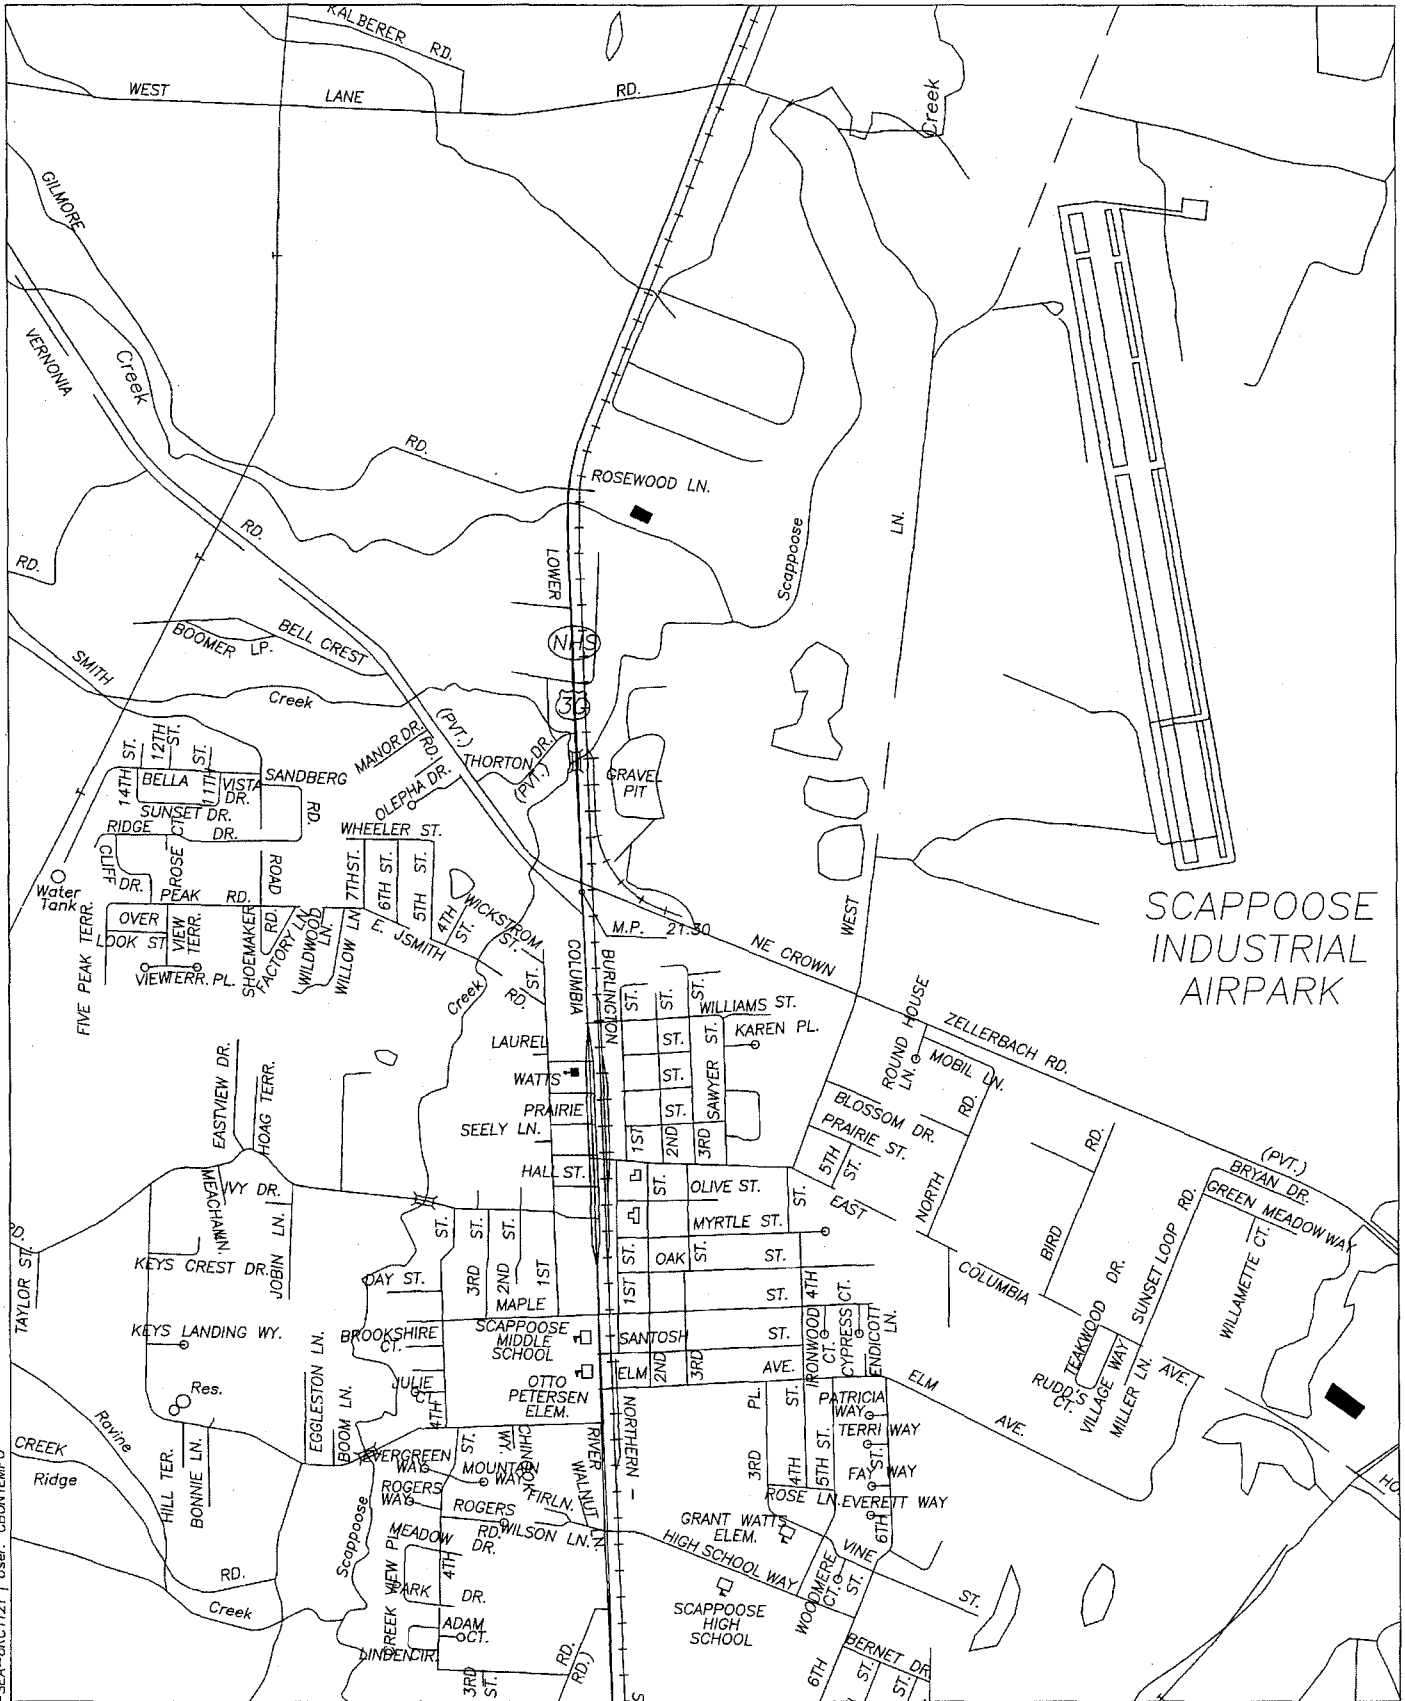 KALBERER RD.
WEST LANE RD.
Creek
GILMORE
VERNONIA
Creek
RD.
ROSEWOOD LN.
RD.
RD.
LOWER
Scappoose
LN.
NHS
BOOMER LP.
BELL CREST
SMITH
Creek
30
(PVT.)
MANOR DR.
RD.
THORTON DR.
(PVT.)
OLEPHA DR.
GRAVEL
PIT
14TH ST.
12TH ST.
11TH ST.
BELLA VISTA DR.
SANDBERG RD.
SUNSET DR.
RIDGE DR.
ROSE CT.
WHEELER ST.
CLIFF DR.
Water
Tank
PEAK RD.
ROAD
7TH ST.
6TH ST.
5TH ST.
4TH ST.
WICKSTROM ST.
E. JSMITH RD.
ST.
OVER
LOOK ST.
VIEW TERR.
VIEW TERR. PL.
FIVE PEAK TERR.
SHOEMAKER RD.
FACTORY LN.
WILDWOOD LN.
WILLOW LN.
Creek
M.P. 21.30
COLUMBIA
BURLINGTON
NE CROWN
ZELLERBACH RD.
WEST
SCAPPOOSE
INDUSTRIAL
AIRPARK
ST.
ST.
ST.
WILLIAMS ST.
KAREN PL.
LAUREL ST.
WATTS ST.
PRAIRIE ST.
SAWYER ST.
SEELY LN.
1ST
2ND
3RD
ROUND HOUSE LN.
MOBIL LN.
RD.
BLOSSOM DR.
PRAIRIE ST.
5TH ST.
EAST
NORTH
RD.
BIRD
(PVT.)
BRYAN DR.
GREEN MEADOW WAY
EASTVIEW DR.
HOAG TERR.
HALL ST.
ST.
OLIVE ST.
ST.
MYRTLE ST.
IVY DR.
MEACHAM
JOBIN LN.
RD.
TAYLOR ST.
KEYS CREST DR.
DAY ST.
ST.
3RD ST.
2ND ST.
1ST
MAPLE
1ST ST.
OAK ST.
ST.
ST.
4TH
COLUMBIA
SUNSET LOOP RD.
WILLAMETTE CT.
TEAKWOOD DR.
KEYS LANDING WY.
BROOKSHIRE
CT.
SCAPPOOSE
MIDDLE
SCHOOL
SANTOSH ST.
IRONWOOD CT.
CYPRESS CT.
ENDICOTT LN.
Res.
EGGLESTON LN.
BOOM LN.
JULIE
CT.
4TH
OTTO
PETERSEN
ELEM.
ELM
2ND
3RD
AVE.
ELM
AVE.
RUDD'S
CT.
VILLAGE WAY
MILLER LN.
AVE.
Ravine
CREEK
Ridge
HILL TER.
BONNIE LN.
EVERGREEN
WAY
ST.
MOUNTAIN
WAY
CHINOOK WY.
RIVER
NORTHERN -
3RD PL.
4TH ST.
5TH ST.
PATRICIA
WAY
TERRI WAY
FAY WAY
EVERETT WAY
6TH ST.
ROSE LN.
ROGERS
WAY
ROGERS
RD.
FIR LN.
WALNUT
WILSON LN.
MEADOW
DR.
GRANT WATTS
ELEM.
HIGH SCHOOL WAY
WOODMERE CT.
VINE
ST.
ST.
Scappoose
RD.
Creek
CREEK VIEW PL.
4TH
PARK DR.
ADAM
CT.
LINDEN CIR.
3RD ST.
RD.
RD.)
SCAPPOOSE
HIGH
SCHOOL
6TH
BERNET DR.
ST.
ST.
S
HO